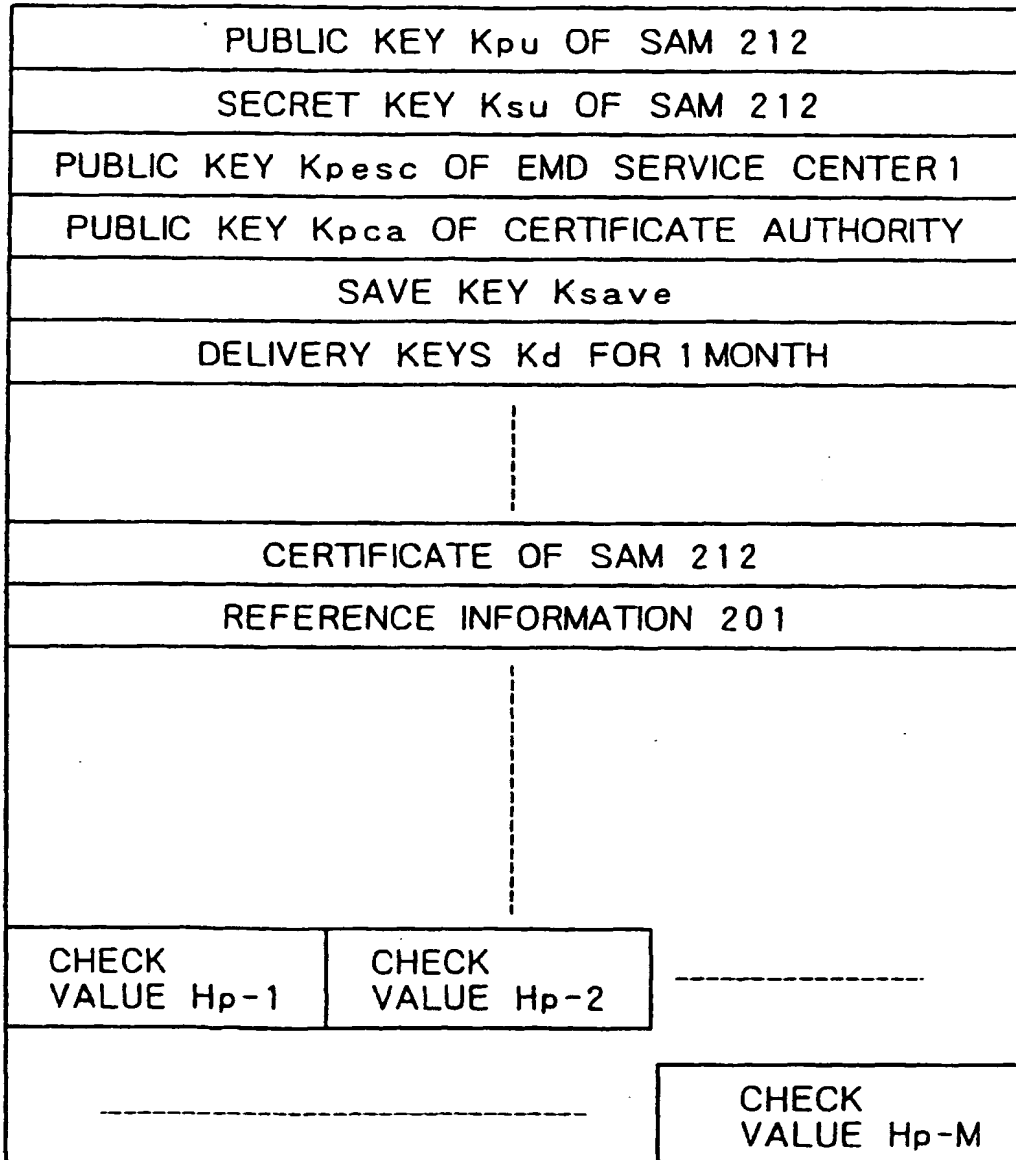 PUBLIC KEY Kpu OF SAM 212
SECRET KEY Ksu OF SAM 212
PUBLIC KEY Kpesc OF EMD SERVICE CENTER1
PUBLIC KEY Kpca OF CERTIFICATE AUTHORITY
SAVE KEY Ksave
DELIVERY KEYS Kd FOR 1 MONTH
CERTIFICATE OF SAM 212
REFERENCE INFORMATION 201
CHECK
VALUE Hp-1
CHECK
VALUE Hp-2
CHECK
VALUE Hp-M